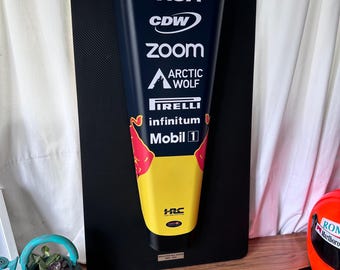 CDW
zoom
ARCTIC
WOLF
PIRELLI
infinitum
Mobil 1
HRC